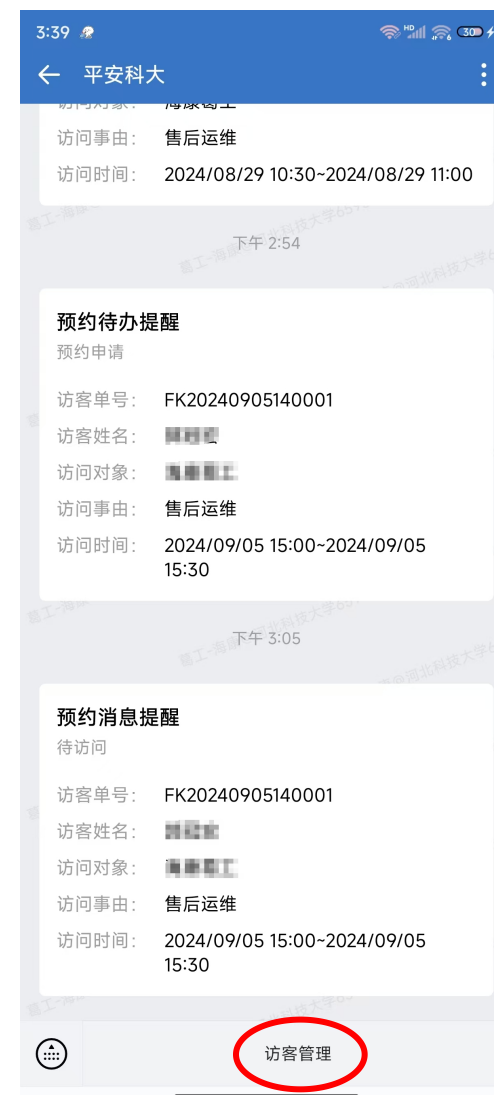 3:39
HD
30
平安科大
访问对象: 海康葛工
访问事由: 售后运维
访问时间: 2024/08/29 10:30~2024/08/29 11:00
下午 2:54
预约待办提醒
预约申请
访客单号: FK20240905140001
访客姓名:
访问对象:
访问事由: 售后运维
访问时间: 2024/09/05 15:00~2024/09/05
15:30
下午 3:05
预约消息提醒
待访问
访客单号: FK20240905140001
访客姓名:
访问对象:
访问事由: 售后运维
访问时间: 2024/09/05 15:00~2024/09/05
15:30
访客管理